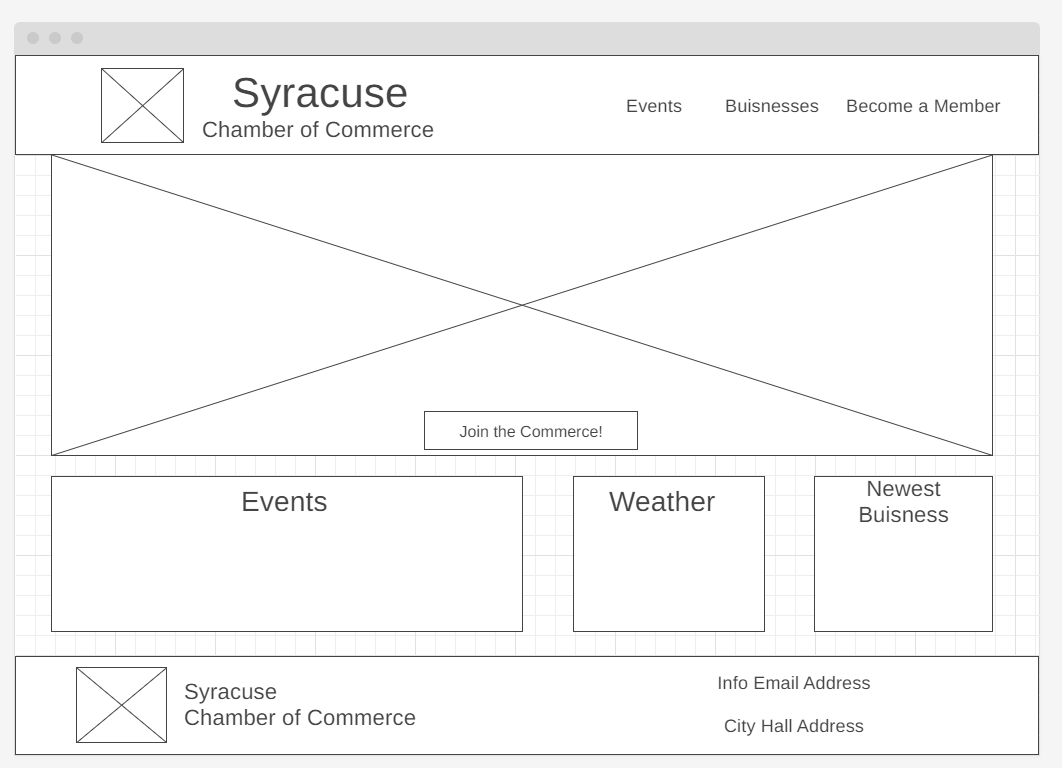 Syracuse
Chamber of Commerce
Events
Buisnesses
Become a Member
Join the Commerce!
Events
Weather
Newest
Buisness
Syracuse
Chamber of Commerce
Info Email Address
City Hall Address